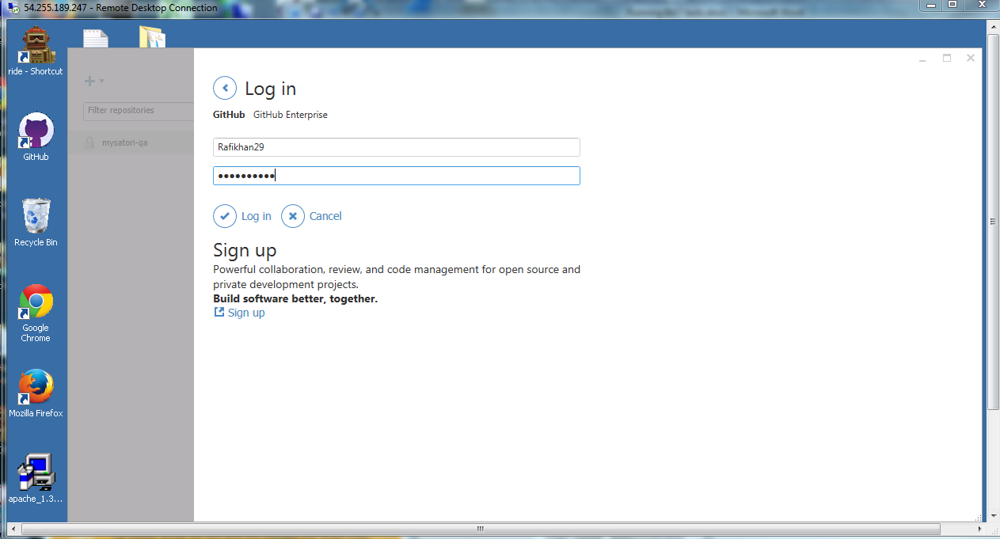 54.255.189.247 - Remote Desktop Connection
ride - Shortcut
GitHub
Recycle Bin
Google
Chrome
Mozilla Firefox
apache_1.3...
Filter repositories
mysatori-qa
Log in
GitHub GitHub Enterprise
Rafikhan29
••••••••••
Log in Cancel
Sign up
Powerful collaboration, review, and code management for open source and
private development projects.
Build software better, together.
Sign up